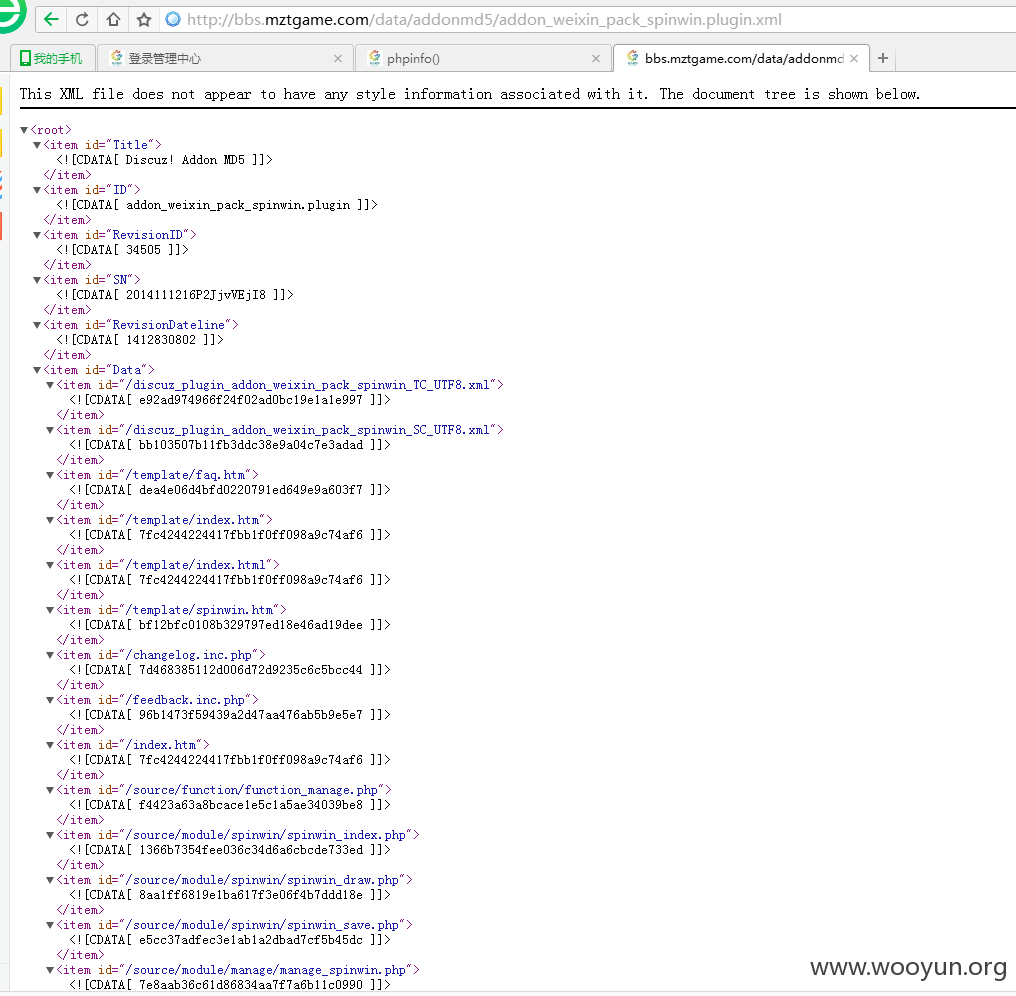 http://bbs.mztgame.com/data/addonmd5/addon_weixin_pack_spinwin.plugin.xml
我的手机 登录管理中心 × phpinfo() × bbs.mztgame.com/data/addonmd × +
This XML file does not appear to have any style information associated with it. The document tree is shown below.
▼<root>
▼<item id="Title">
<![CDATA[ Discuz! Addon MD5 ]]>
</item>
▼<item id="ID">
<![CDATA[ addon_weixin_pack_spinwin.plugin ]]>
</item>
▼<item id="RevisionID">
<![CDATA[ 34505 ]]>
</item>
▼<item id="SN">
<![CDATA[ 2014111216P2JjvVEjI8 ]]>
</item>
▼<item id="RevisionDateline">
<![CDATA[ 1412830802 ]]>
</item>
▼<item id="Data">
▼<item id="/discuz_plugin_addon_weixin_pack_spinwin_TC_UTF8.xml">
<![CDATA[ e92ad974966f24f02ad0bc19e1a1e997 ]]>
</item>
▼<item id="/discuz_plugin_addon_weixin_pack_spinwin_SC_UTF8.xml">
<![CDATA[ bb103507b11fb3ddc38e9a04c7e3adad ]]>
</item>
▼<item id="/template/faq.htm">
<![CDATA[ dea4e06d4bfd0220791ed649e9a603f7 ]]>
</item>
▼<item id="/template/index.htm">
<![CDATA[ 7fc4244224417fbb1f0ff098a9c74af6 ]]>
</item>
▼<item id="/template/index.html">
<![CDATA[ 7fc4244224417fbb1f0ff098a9c74af6 ]]>
</item>
▼<item id="/template/spinwin.htm">
<![CDATA[ bf12bfc0108b329797ed18e46ad19dee ]]>
</item>
▼<item id="/changelog.inc.php">
<![CDATA[ 7d468385112d006d72d9235c6c5bcc44 ]]>
</item>
▼<item id="/feedback.inc.php">
<![CDATA[ 96b1473f59439a2d47aa476ab5b9e5e7 ]]>
</item>
▼<item id="/index.htm">
<![CDATA[ 7fc4244224417fbb1f0ff098a9c74af6 ]]>
</item>
▼<item id="/source/function/function_manage.php">
<![CDATA[ f4423a63a8bcace1e5c1a5ae34039be8 ]]>
</item>
▼<item id="/source/module/spinwin/spinwin_index.php">
<![CDATA[ 1366b7354fee036c34d6a6cbcde733ed ]]>
</item>
▼<item id="/source/module/spinwin/spinwin_draw.php">
<![CDATA[ 8aa1ff6819e1ba617f3e06f4b7ddd18e ]]>
</item>
▼<item id="/source/module/spinwin/spinwin_save.php">
<![CDATA[ e5cc37adfec3e1ab1a2dbad7cf5b45dc ]]>
</item>
▼<item id="/source/module/manage/manage_spinwin.php">
<![CDATA[ 7e8aab36c61d86834aa7f7a6b11c0990 ]]>
www.wooyun.org